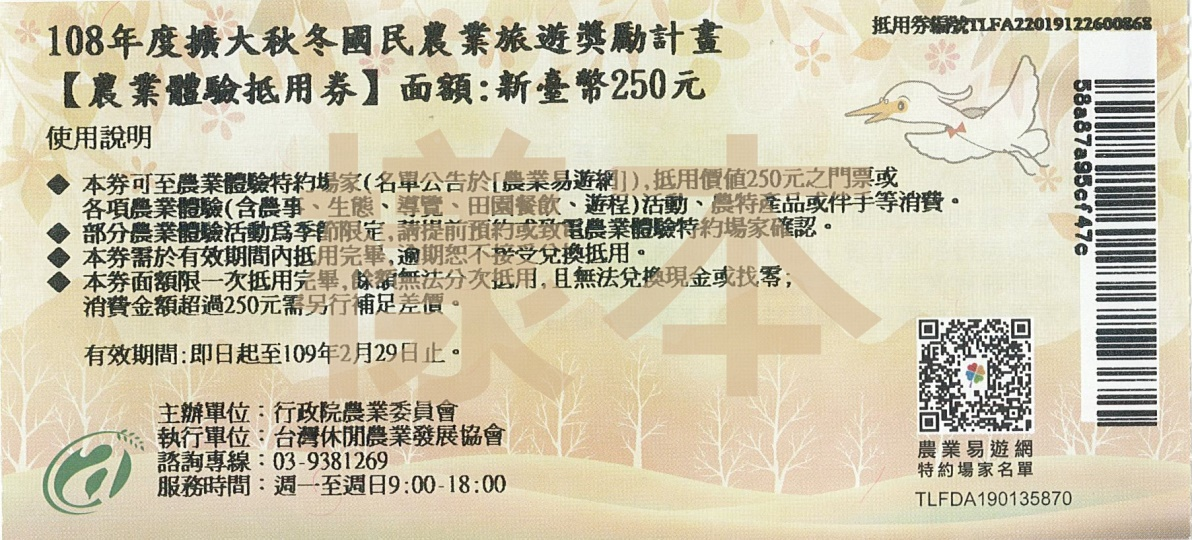 108年度擴大秋冬國民農業旅遊獎勵計畫
抵用券編號TLFA22019122600868
【農業體驗抵用券】面額:新臺幣250元
使用說明
◆ 本券可至農業體驗特約場家(名單公告於[農業易遊網]),抵用價值250元之門票或
各項農業體驗(含農事、生態、導覽、田園餐飲、遊程)活動、農特產品或伴手等消費。
◆ 部分農業體驗活動為季節限定,請提前預約或致電農業體驗特約場家確認。
◆ 本券需於有效期間內抵用完畢,逾期恕不接受兌換抵用。
◆ 本券面額限一次抵用完畢,餘額無法分次抵用,且無法兌換現金或找零;
消費金額超過250元需另行補足差價。
有效期間:即日起至109年2月29日止。
樣本
主辦單位:行政院農業委員會
執行單位:台灣休閒農業發展協會
諮詢專線:03-9381269
服務時間:週一至週日9:00-18:00
58a87a95cf477c
農業易遊網
特約場家名單
TLFDA190135870